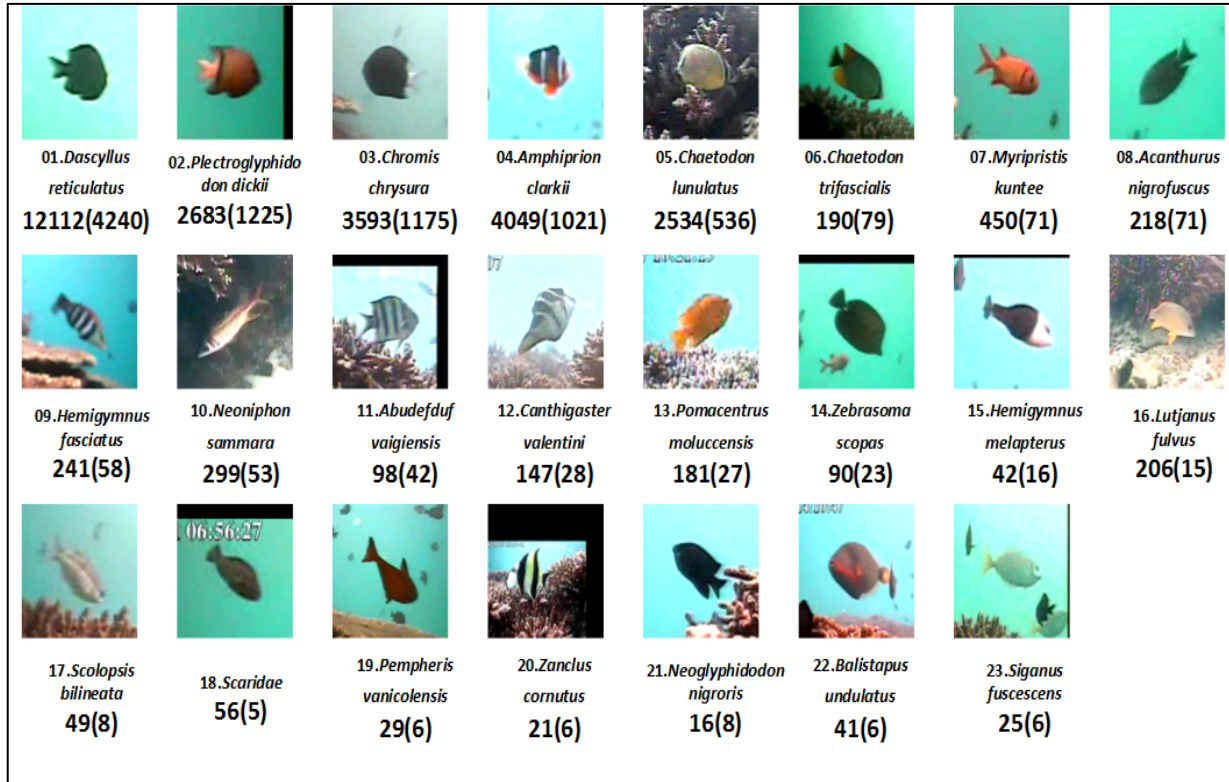 01.Dascyllus
reticulatus
12112(4240)
02.Plectroglyphido
don dickii
2683(1225)
03.Chromis
chrysura
3593(1175)
04.Amphiprion
clarkii
4049(1021)
05.Chaetodon
lunulatus
2534(536)
06.Chaetodon
trifascialis
190(79)
07.Myripristis
kuntee
450(71)
08.Acanthurus
nigrofuscus
218(71)
07
09.Hemigymnus
fasciatus
241(58)
10.Neoniphon
sammara
299(53)
11.Abudefduf
vaigiensis
98(42)
12.Canthigaster
valentini
147(28)
13.Pomacentrus
moluccensis
181(27)
14.Zebrasoma
scopas
90(23)
15.Hemigymnus
melapterus
42(16)
16.Lutjanus
fulvus
206(15)
06:56:27
17.Scolopsis
bilineata
49(8)
18.Scaridae
56(5)
19.Pempheris
vanicolensis
29(6)
20.Zanclus
cornutus
21(6)
21.Neoglyphidodon
nigroris
16(8)
22.Balistapus
undulatus
41(6)
23.Siganus
fuscescens
25(6)